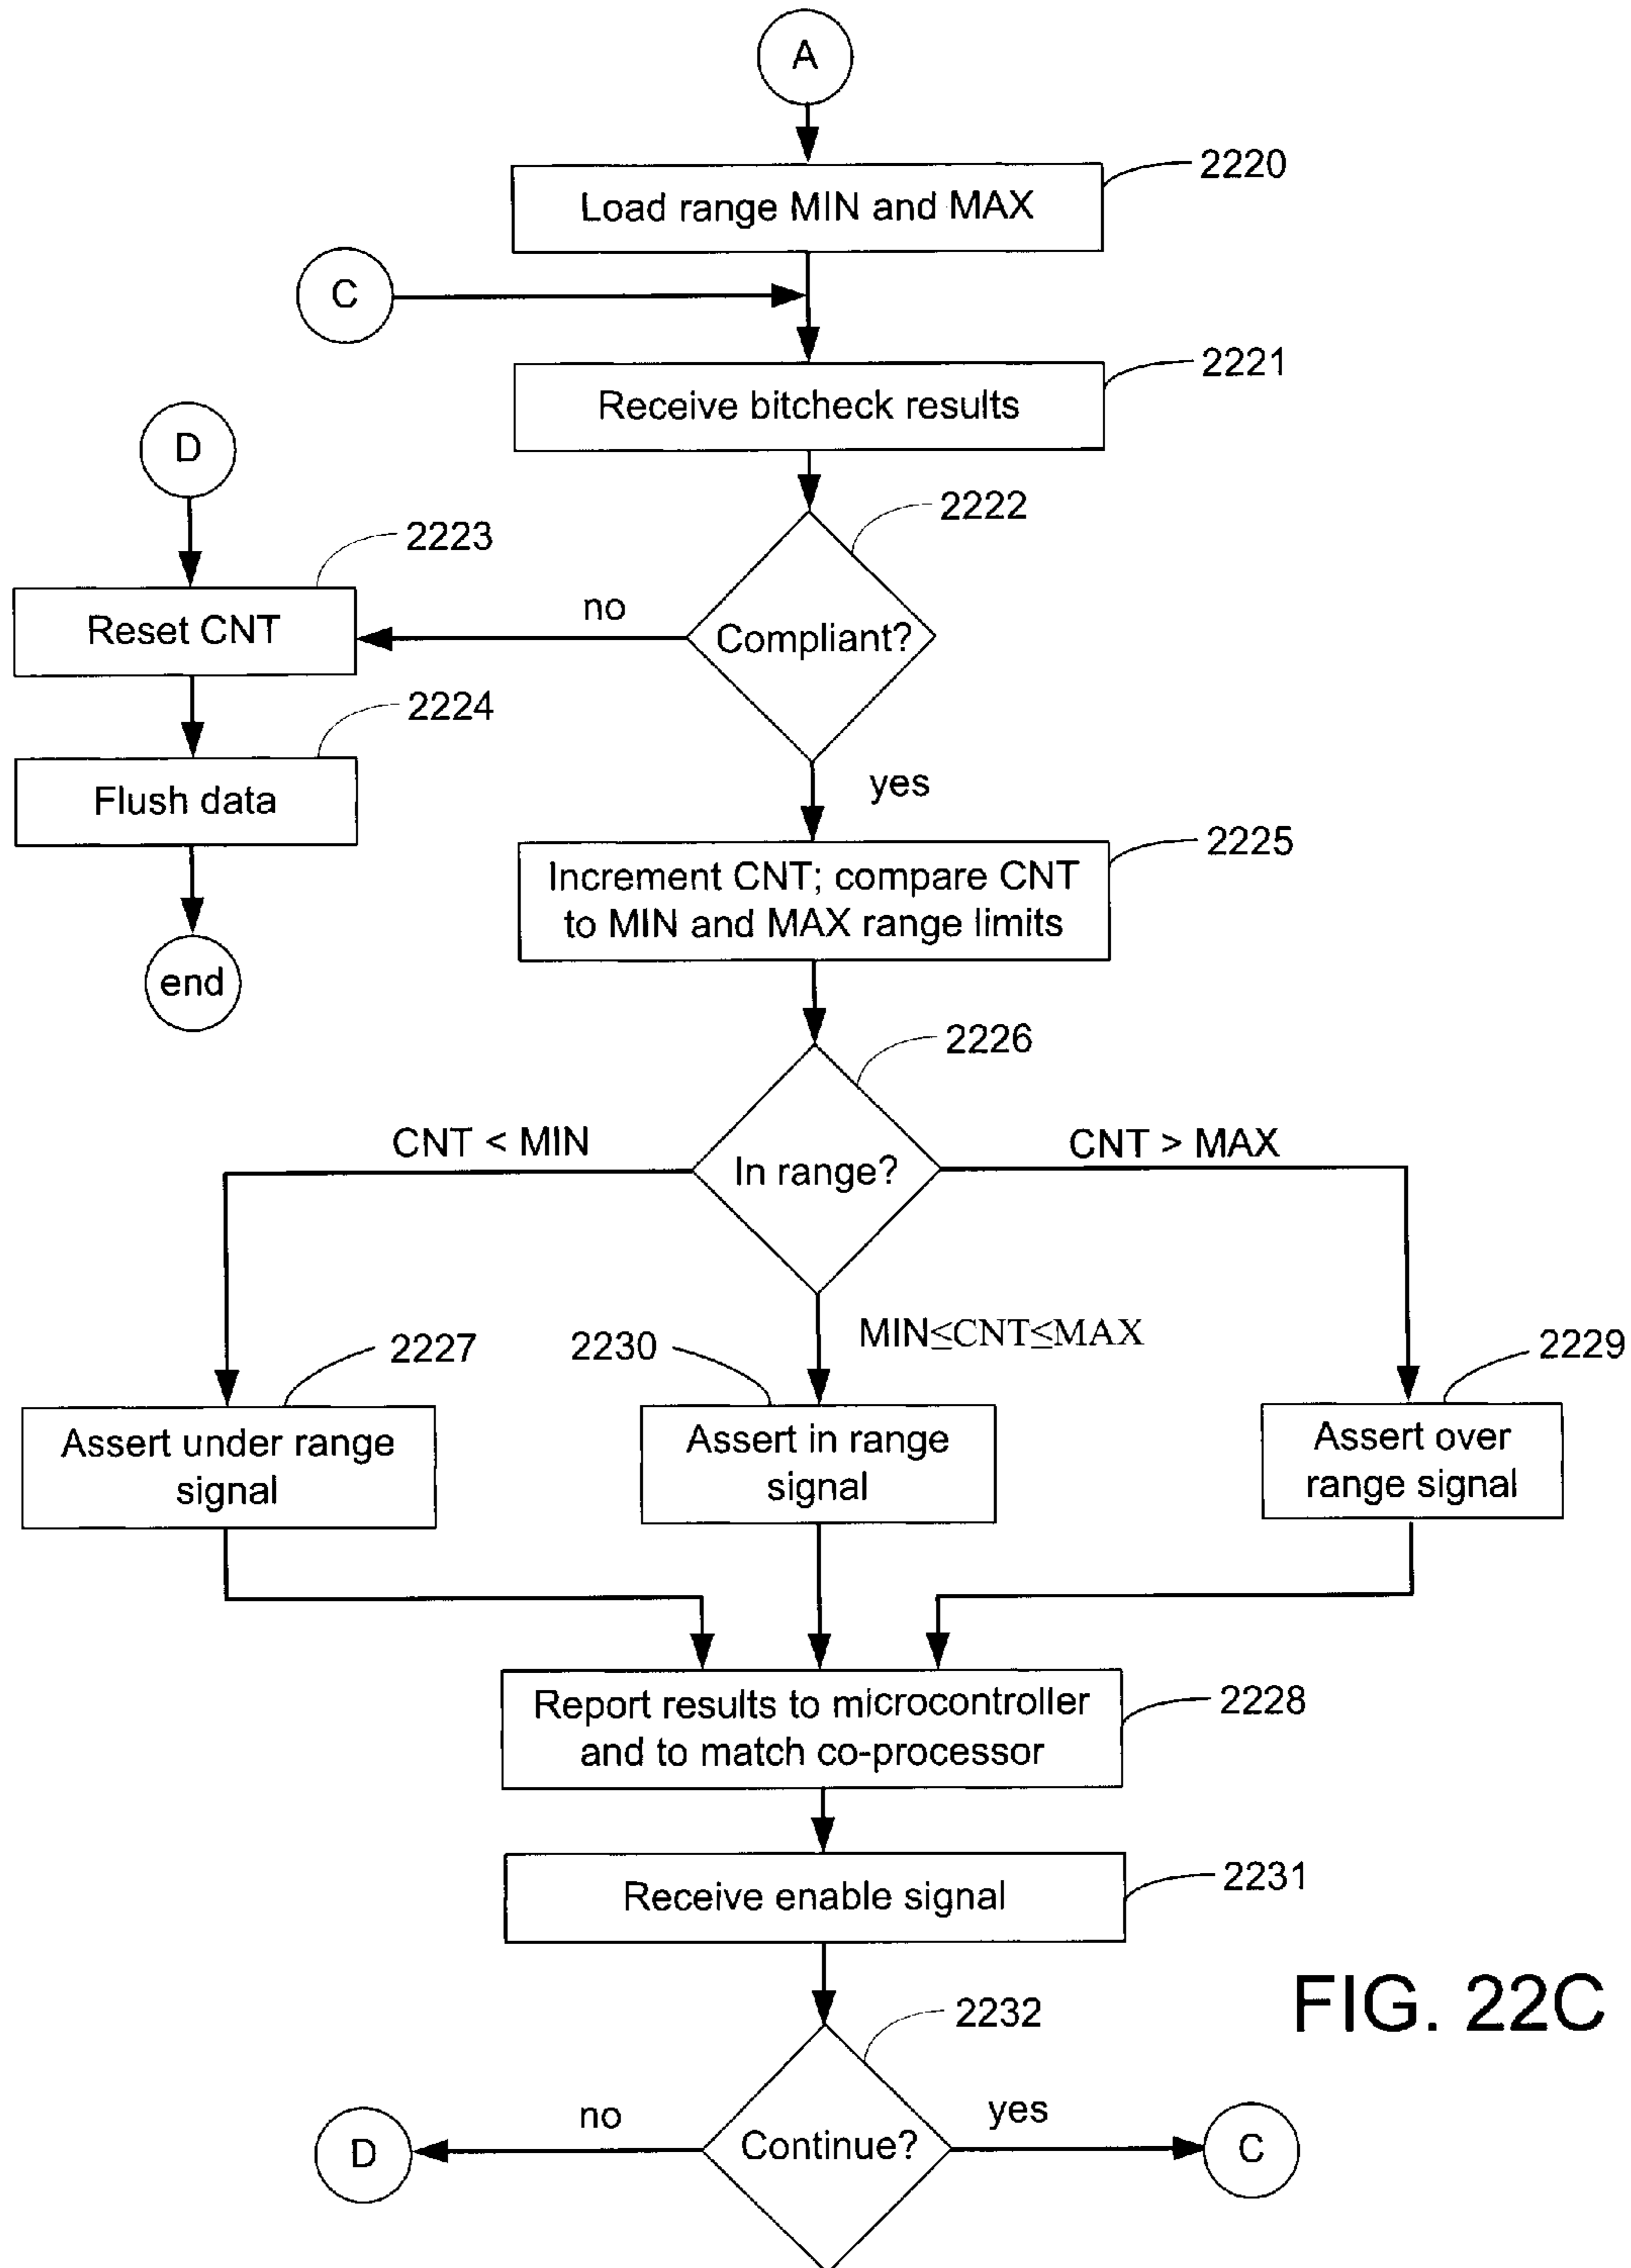 A
2220
Load range MIN and MAX
C
2221
Receive bitcheck results
D
2222
2223
no
Reset CNT
Compliant?
2224
Flush data
yes
2225
Increment CNT; compare CNT
to MIN and MAX range limits
end
2226
CNT < MIN
CNT > MAX
In range?
MIN≤CNT≤MAX
2227
2230
2229
Assert under range
signal
Assert in range
signal
Assert over
range signal
Report results to microcontroller
and to match co-processor
2228
Receive enable signal
2231
FIG. 22C
2232
no
yes
D
Continue?
C